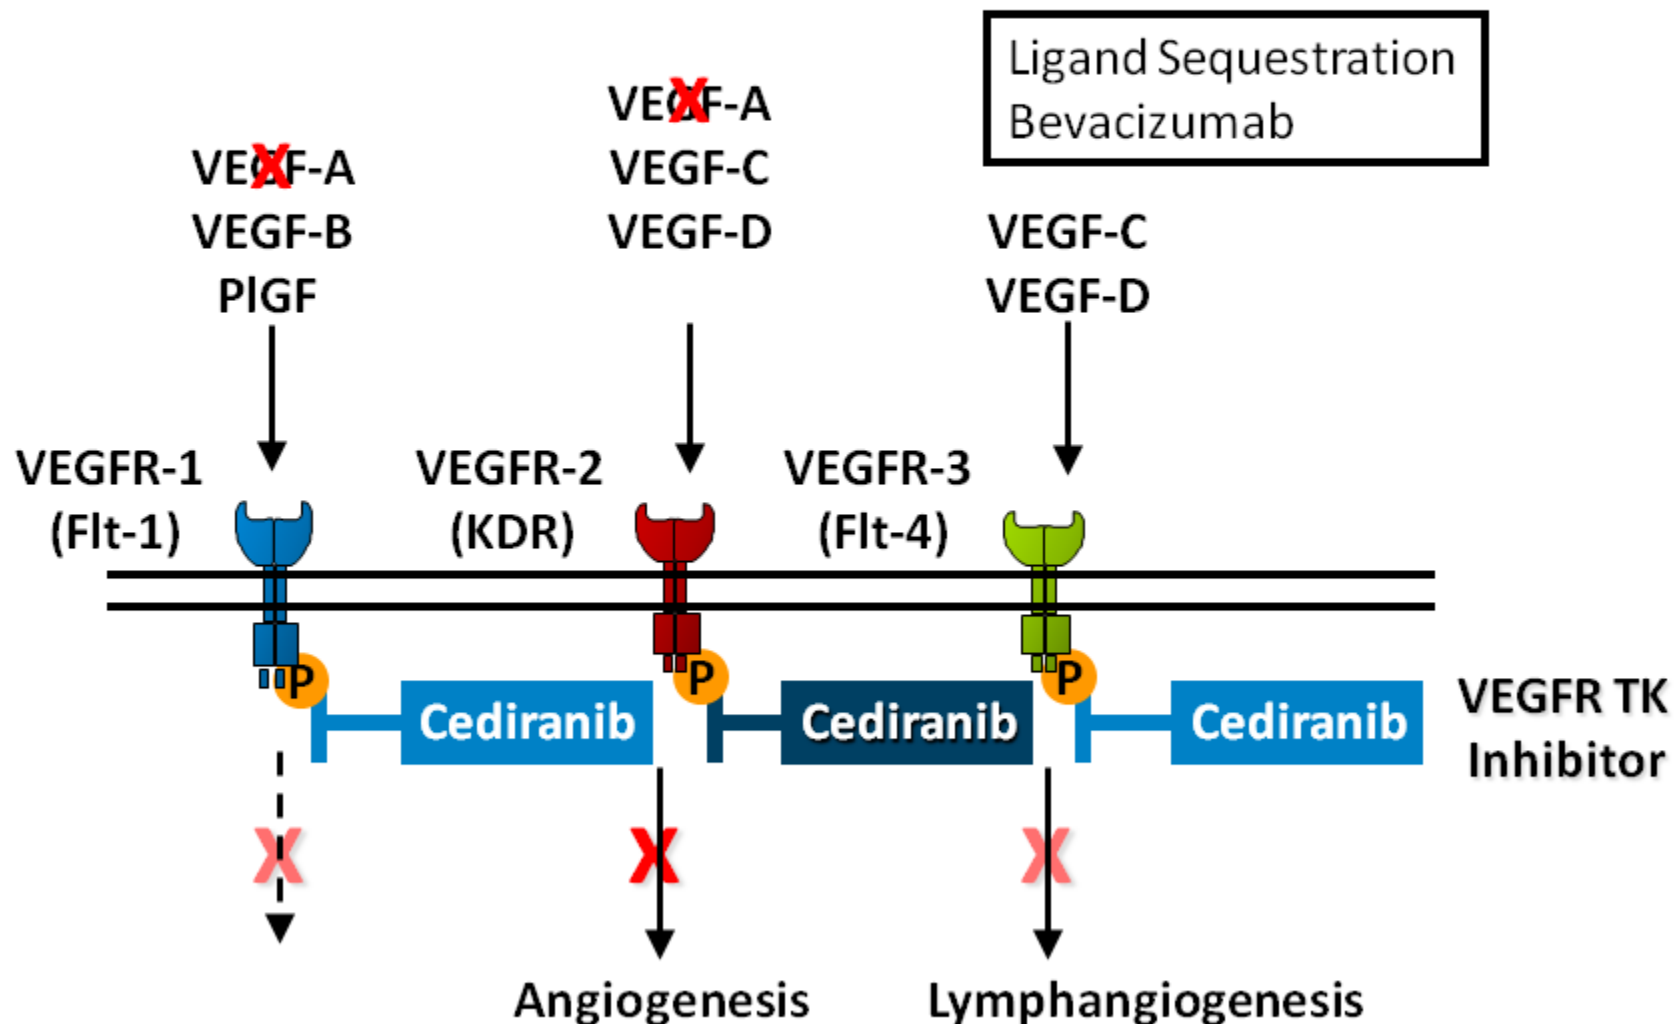 Ligand Sequestration
Bevacizumab
VEGF-A
VEGF-B
PlGF
VEGF-A
VEGF-C
VEGF-D
VEGF-C
VEGF-D
VEGFR-1
(Flt-1)
VEGFR-2
(KDR)
VEGFR-3
(Flt-4)
P
P
P
Cediranib
Cediranib
Cediranib
VEGFR TK
Inhibitor
X
X
X
X
X
Angiogenesis
Lymphangiogenesis